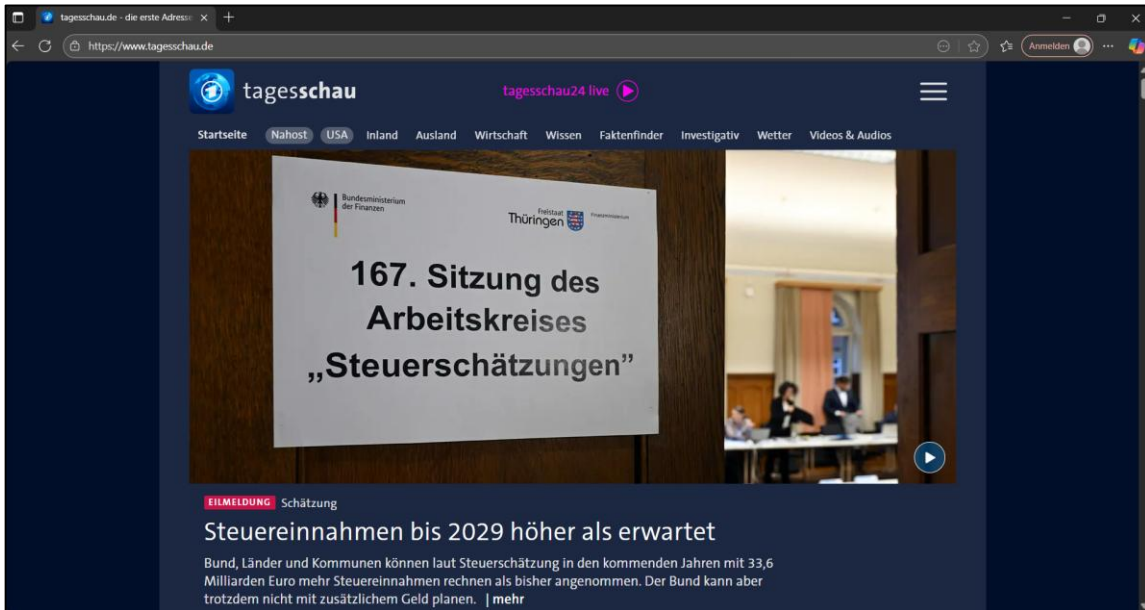 tagesschau.de - die erste Adresse
https://www.tagesschau.de
Anmelden
tagesschau
tagesschau24 live
Startseite Nahost USA Inland Ausland Wirtschaft Wissen Faktenfinder Investigativ Wetter Videos & Audios
Bundesministerium
der Finanzen
Freistaat
Thüringen
Finanzministerium
167. Sitzung des
Arbeitskreises
„Steuerschätzungen”
EILMELDUNG Schätzung
Steuereinnahmen bis 2029 höher als erwartet
Bund, Länder und Kommunen können laut Steuerschätzung in den kommenden Jahren mit 33,6
Milliarden Euro mehr Steuereinnahmen rechnen als bisher angenommen. Der Bund kann aber
trotzdem nicht mit zusätzlichem Geld planen. | mehr